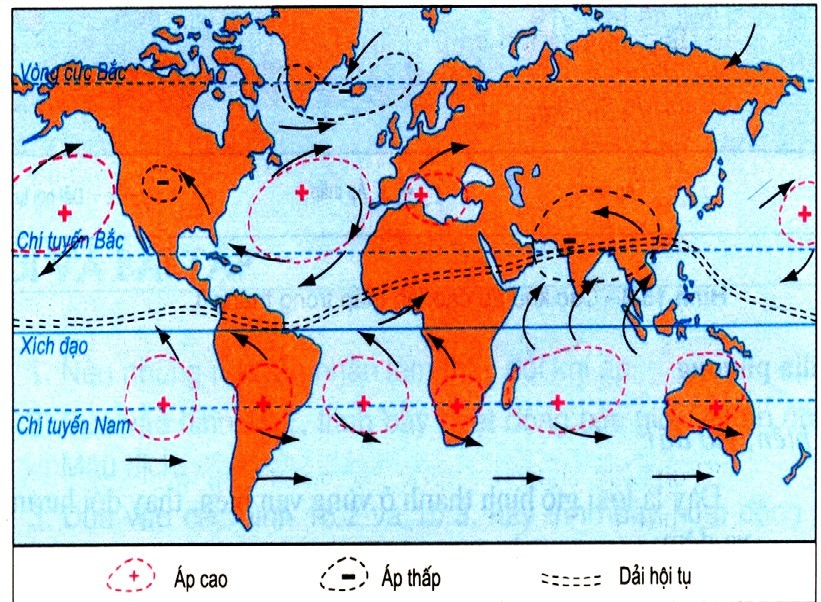 Vòng cực Bắc
Chí tuyến Bắc
Xích đạo
Chí tuyến Nam
Áp cao
Áp thấp
Dải hội tụ